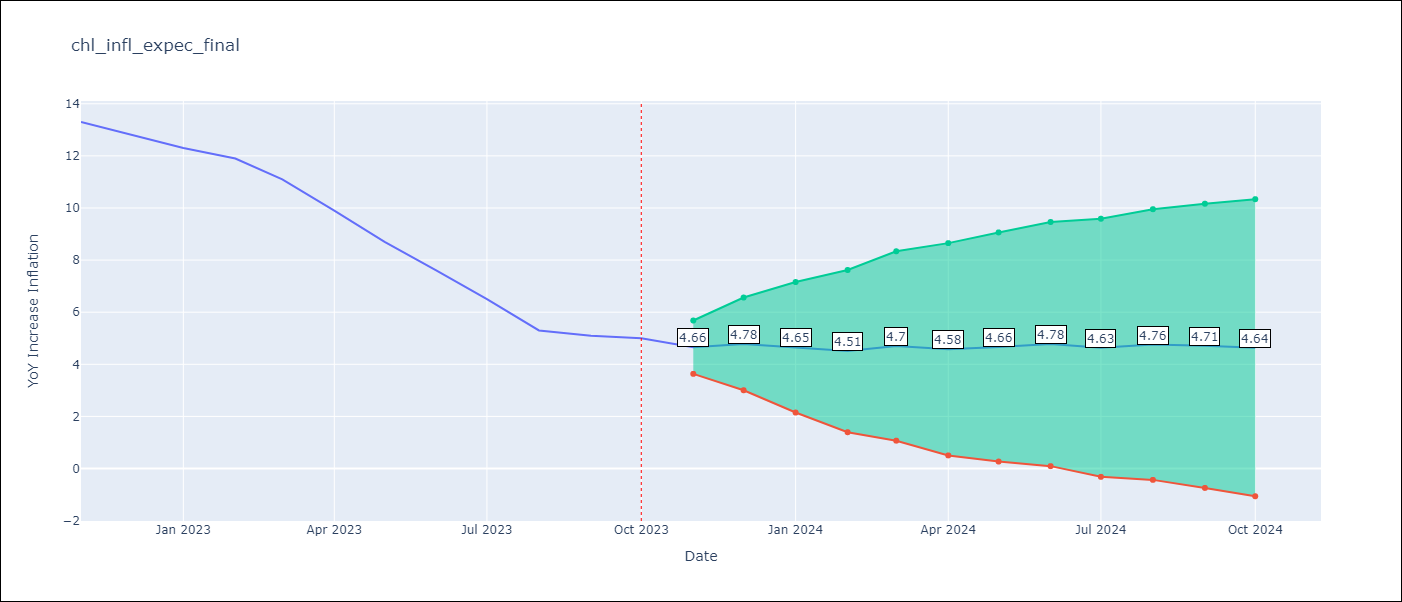 chl_infl_expec_final
YoY Increase Inflation
14
12
10
8
6
4
2
0
−2
4.66
4.78
4.65
4.51
4.7
4.58
4.66
4.78
4.63
4.76
4.71
4.64
Jan 2023
Apr 2023
Jul 2023
Oct 2023
Jan 2024
Apr 2024
Jul 2024
Oct 2024
Date